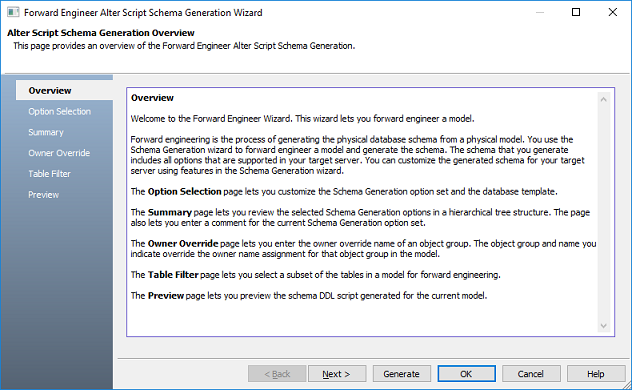 Forward Engineer Alter Script Schema Generation Wizard
Alter Script Schema Generation Overview
This page provides an overview of the Forward Engineer Alter Script Schema Generation.
Overview
Option Selection
Summary
Owner Override
Table Filter
Preview
Overview
Welcome to the Forward Engineer Wizard. This wizard lets you forward engineer a model.
Forward engineering is the process of generating the physical database schema from a physical model. You use the
Schema Generation wizard to forward engineer a model and generate the schema. The schema that you generate
includes all options that are supported in your target server. You can customize the generated schema for your target
server using features in the Schema Generation wizard.
The Option Selection page lets you customize the Schema Generation option set and the database template.
The Summary page lets you review the selected Schema Generation options in a hierarchical tree structure. The page
also lets you enter a comment for the current Schema Generation option set.
The Owner Override page lets you enter the owner override name of an object group. The object group and name you
indicate override the owner name assignment for that object group in the model.
The Table Filter page lets you select a subset of the tables in a model for forward engineering.
The Preview page lets you preview the schema DDL script generated for the current model.
< Back
Next >
Generate
OK
Cancel
Help